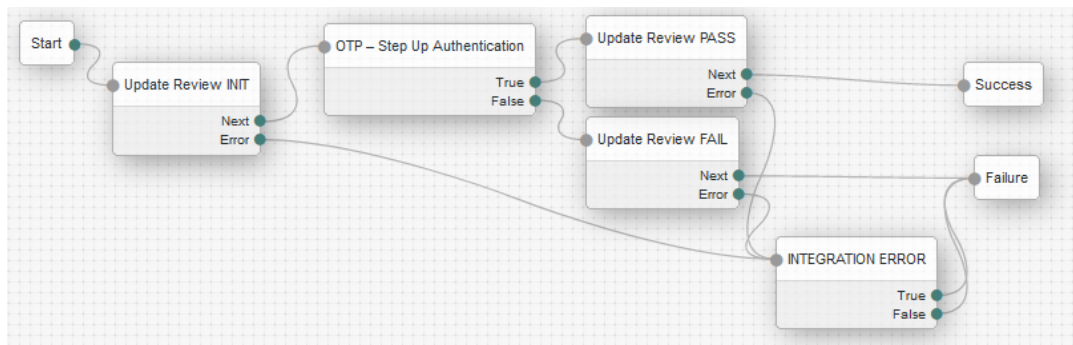 Start
Update Review INIT
Next
Error
OTP – Step Up Authentication
True
False
Update Review PASS
Next
Error
Update Review FAIL
Next
Error
INTEGRATION ERROR
True
False
Success
Failure